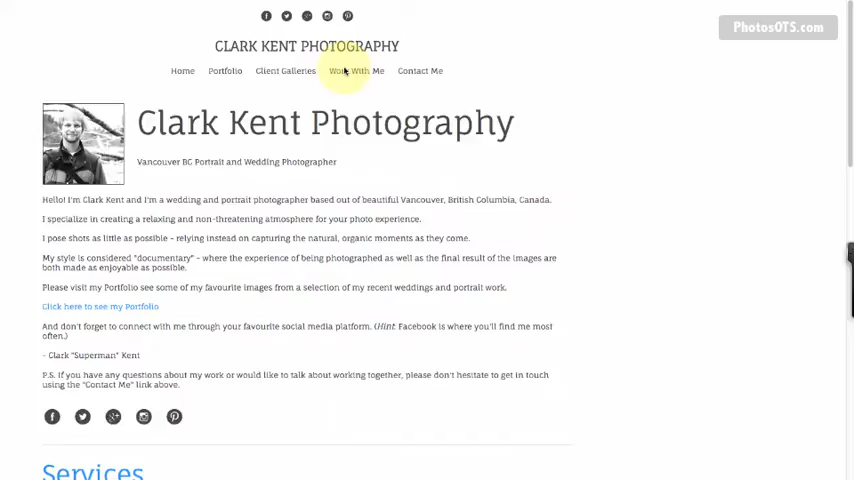 PhotosOTS.com
CLARK KENT PHOTOGRAPHY
Home Portfolio Client Galleries Work With Me Contact Me
Clark Kent Photography
Vancouver BC Portrait and Wedding Photographer
Hello! I'm Clark Kent and I'm a wedding and portrait photographer based out of beautiful Vancouver, British Columbia, Canada.
I specialize in creating a relaxing and non-threatening atmosphere for your photo experience.
I pose shots as little as possible - relying instead on capturing the natural, organic moments as they come.
My style is considered "documentary" - where the experience of being photographed as well as the final result of the images are
both made as enjoyable as possible.
Please visit my Portfolio see some of my favourite images from a selection of my recent weddings and portrait work.
Click here to see my Portfolio
And don't forget to connect with me through your favourite social media platform. (Hint: Facebook is where you'll find me most
often.)
- Clark "Superman" Kent
P.S. If you have any questions about my work or would like to talk about working together, please don't hesitate to get in touch
using the "Contact Me" link above.
Services